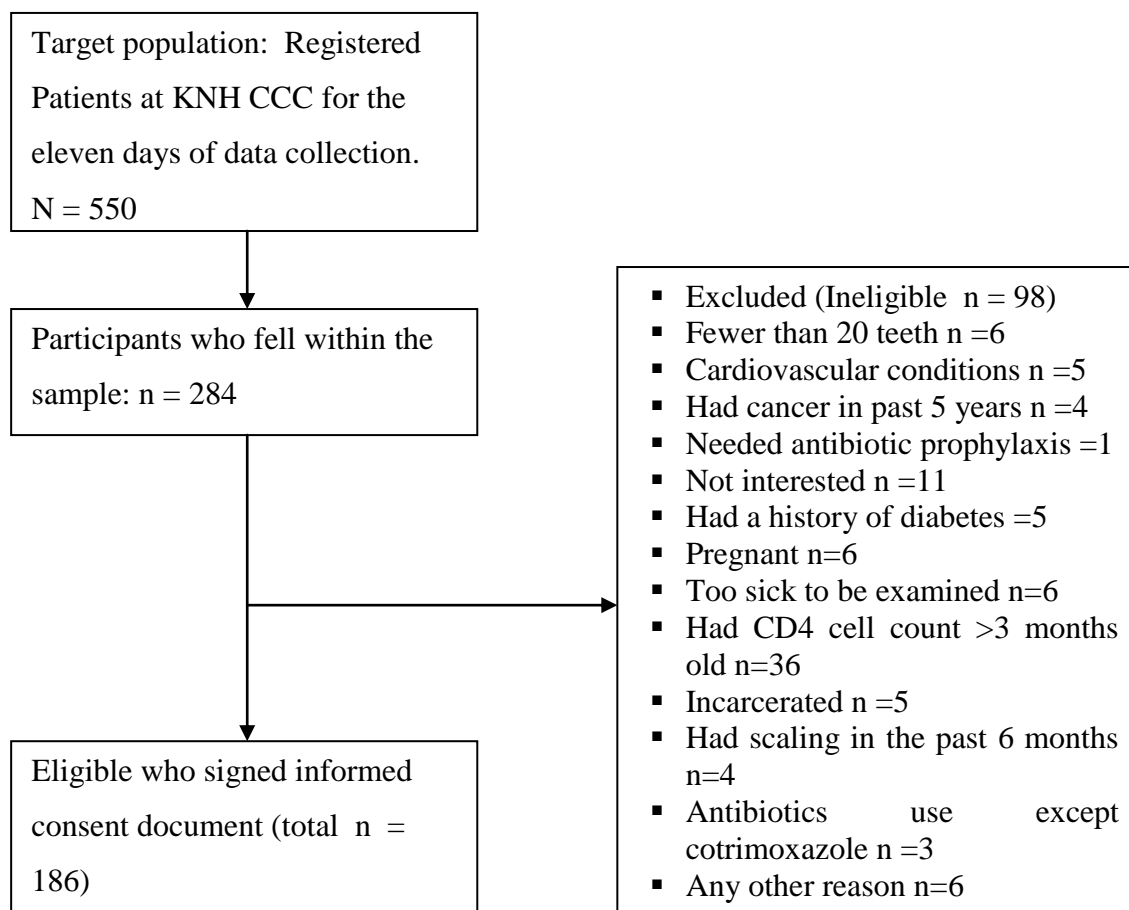 Target population: Registered
Patients at KNH CCC for the
eleven days of data collection.
N = 550
Participants who fell within the
sample: n = 284
▪ Excluded (Ineligible n = 98)
▪ Fewer than 20 teeth n =6
▪ Cardiovascular conditions n =5
▪ Had cancer in past 5 years n =4
▪ Needed antibiotic prophylaxis =1
▪ Not interested n =11
▪ Had a history of diabetes =5
▪ Pregnant n=6
▪ Too sick to be examined n=6
▪ Had CD4 cell count >3 months
old n=36
▪ Incarcerated n =5
▪ Had scaling in the past 6 months
n=4
▪ Antibiotics use except
cotrimoxazole n =3
▪ Any other reason n=6
Eligible who signed informed
consent document (total n =
186)